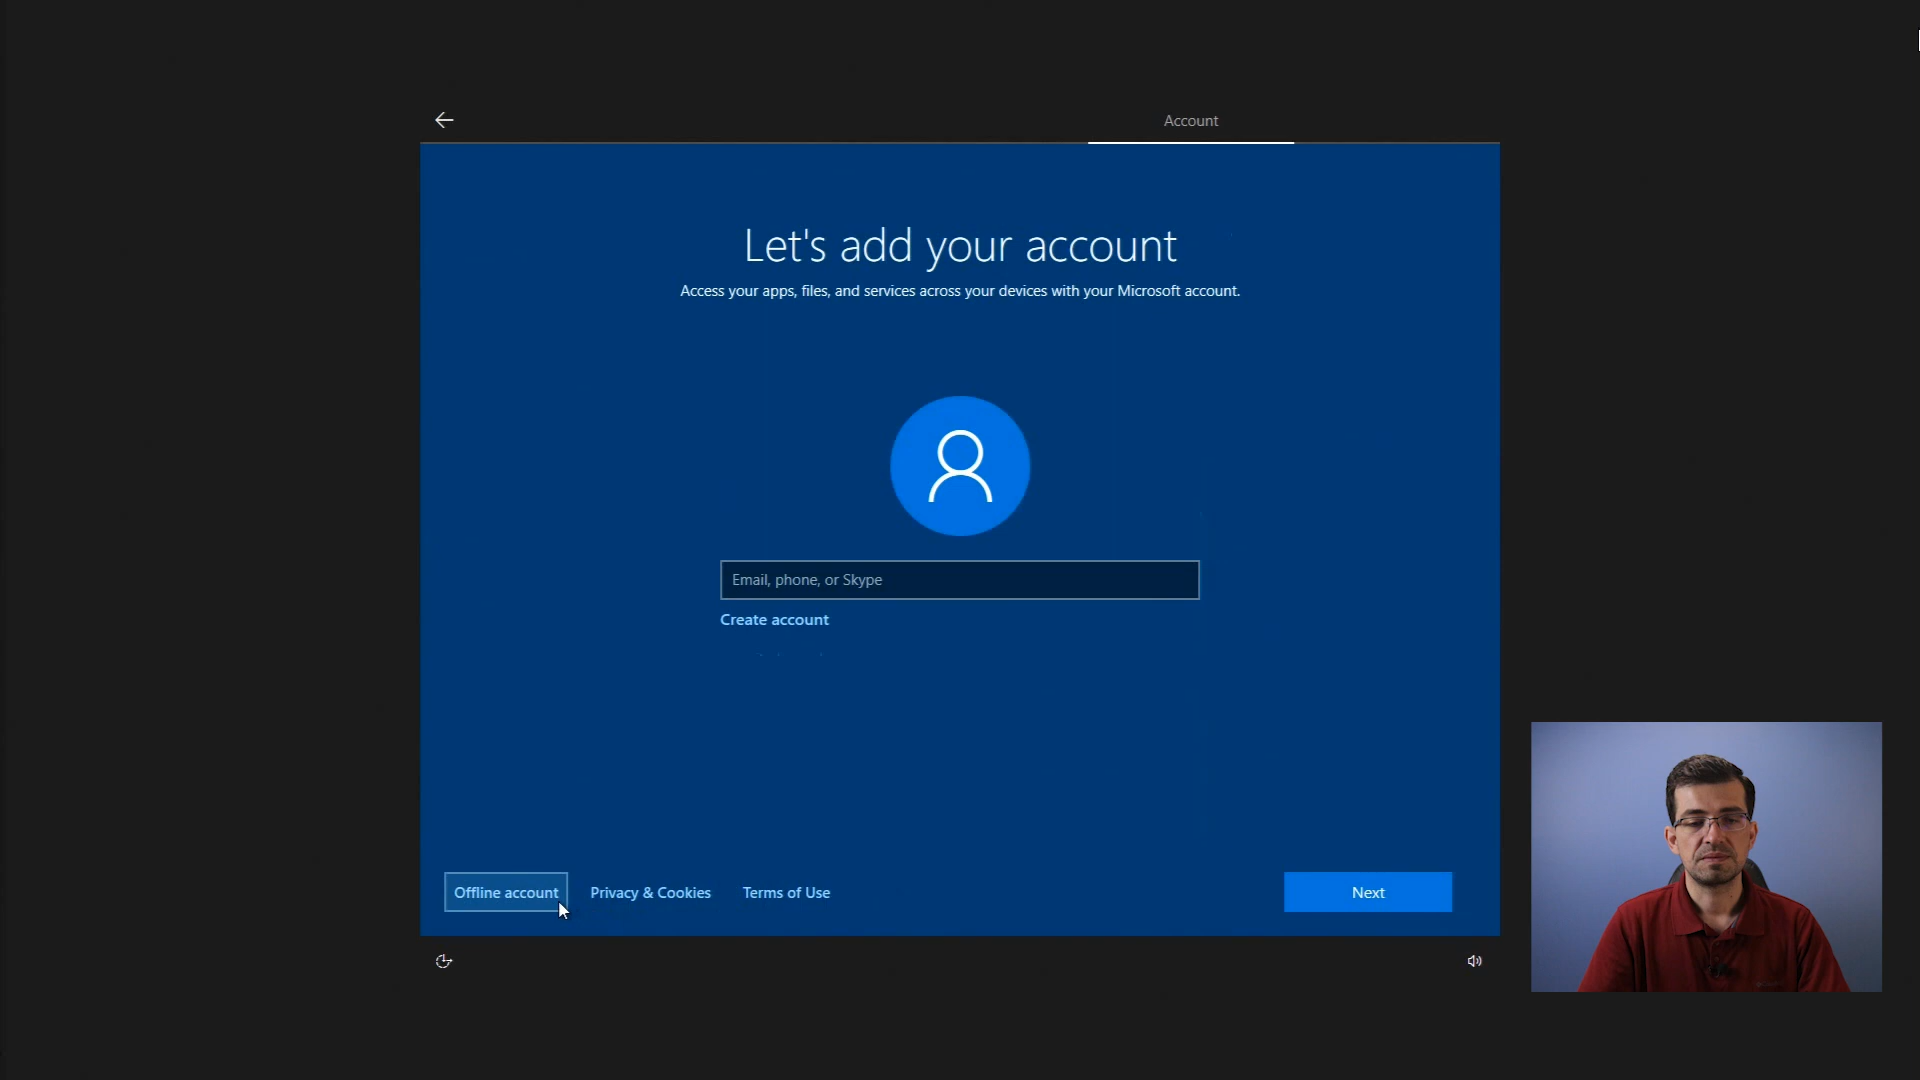 Account
Let's add your account
Access your apps, files, and services across your devices with your Microsoft account.
Email, phone, or Skype
Create account
Offline account
Privacy & Cookies
Terms of Use
Next